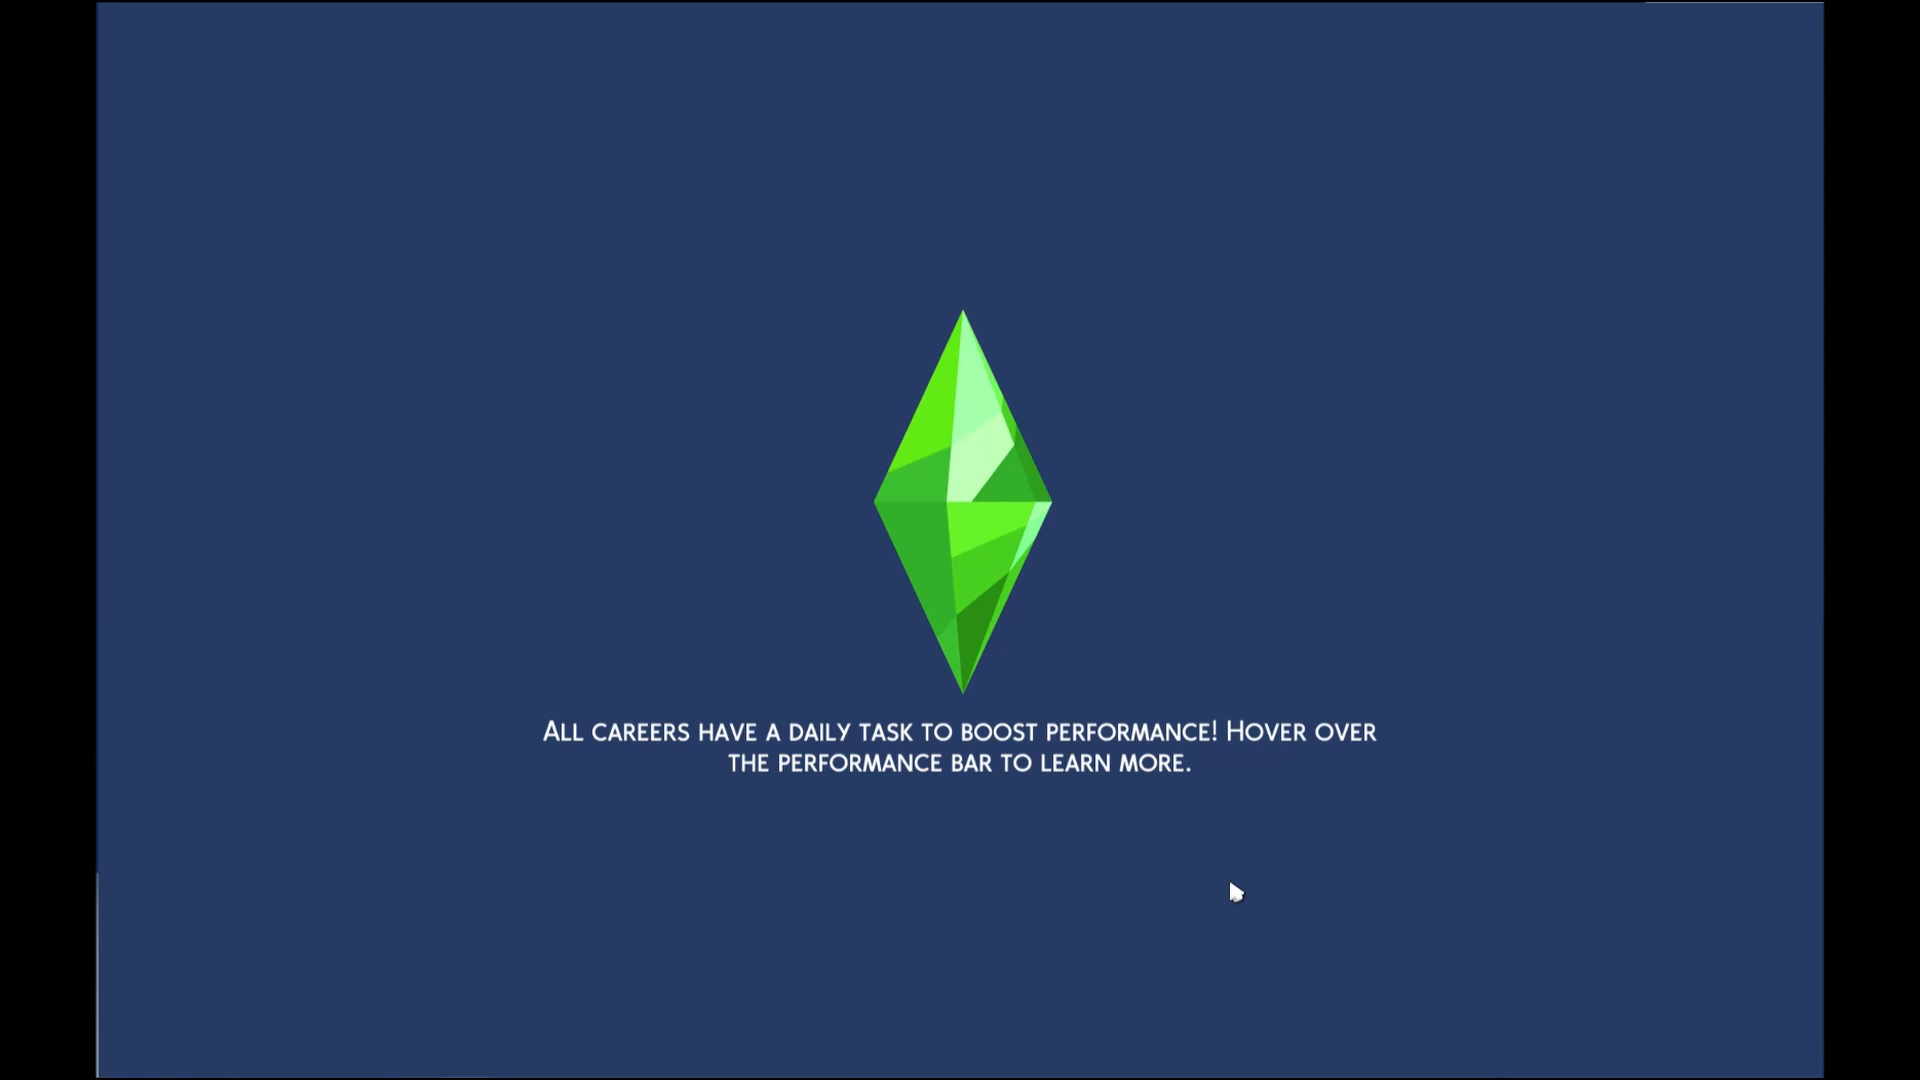 All careers have a daily task to boost performance! Hover over
the performance bar to learn more.